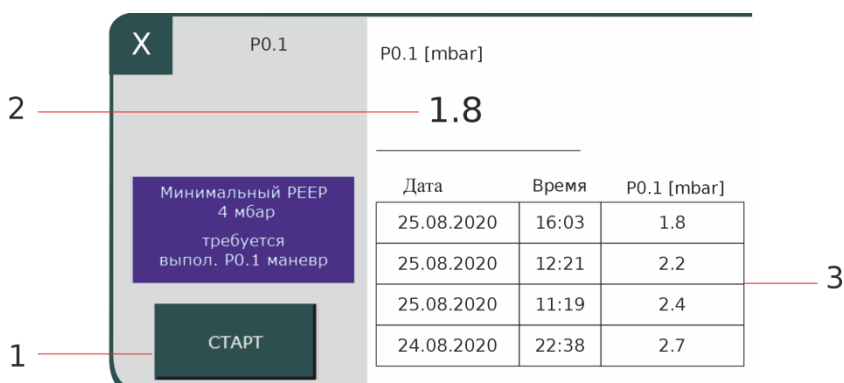 X
P0.1
P0.1 [mbar]
2
1.8
Минимальный PEEP
4 мбар
требуется
выпол. P0.1 маневр
Дата Время P0.1 [mbar]
25.08.2020 16:03 1.8
25.08.2020 12:21 2.2
25.08.2020 11:19 2.4
24.08.2020 22:38 2.7
3
СТАРТ
1